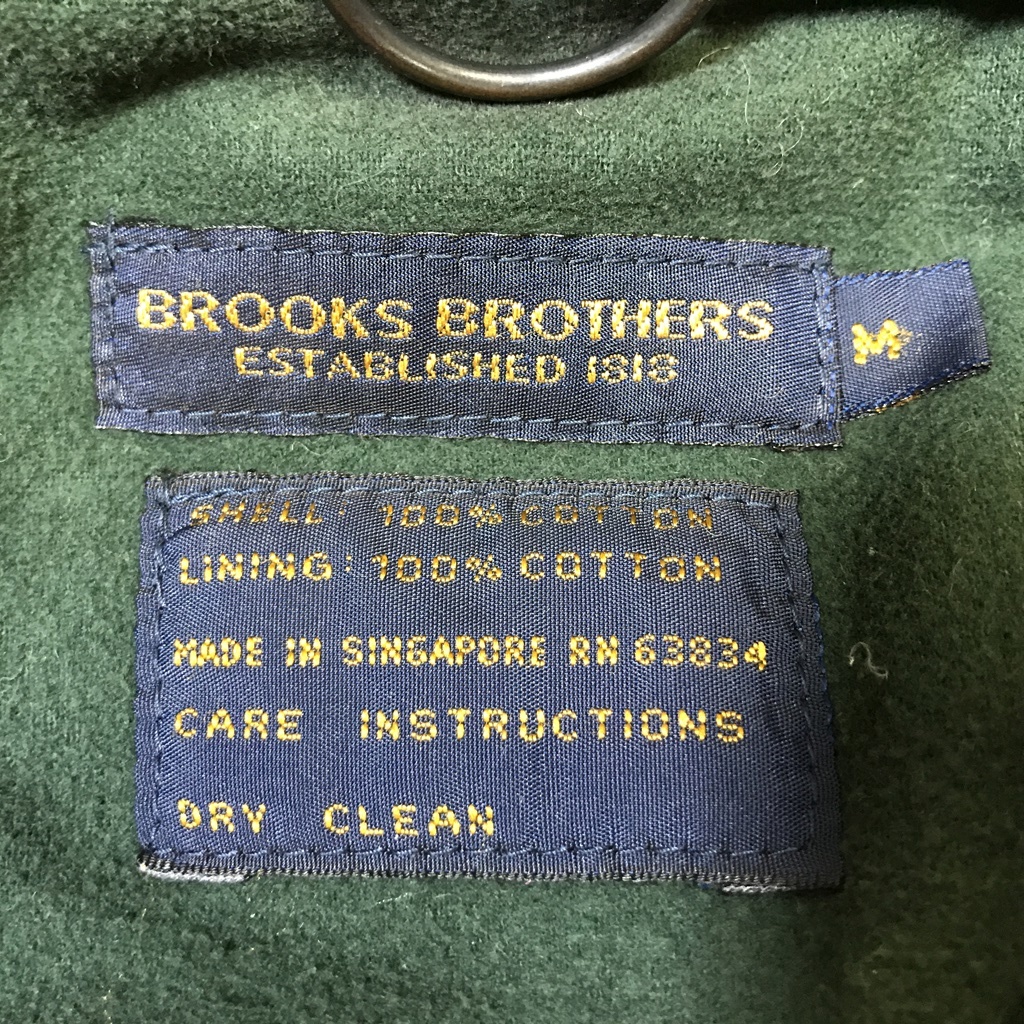 BROOKS BROTHERS
ESTABLISHED 1818
M
SHELL: 100% COTTON
LINING: 100% COTTON
MADE IN SINGAPORE RN 63834
CARE INSTRUCTIONS
DRY CLEAN